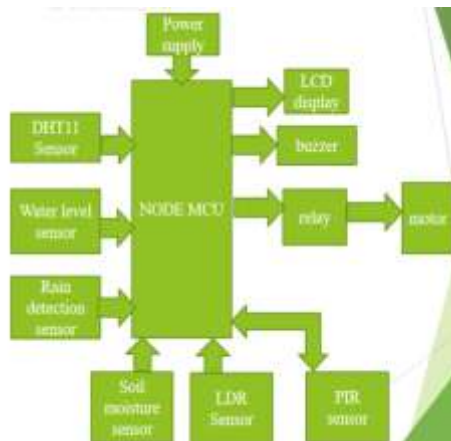 Power
supply
LCD
display
DHT11
Sensor
buzzer
NODE MCU
Water level
sensor
relay
motor
Rain
detection
sensor
Soil
moisture
sensor
LDR
Sensor
PIR
sensor